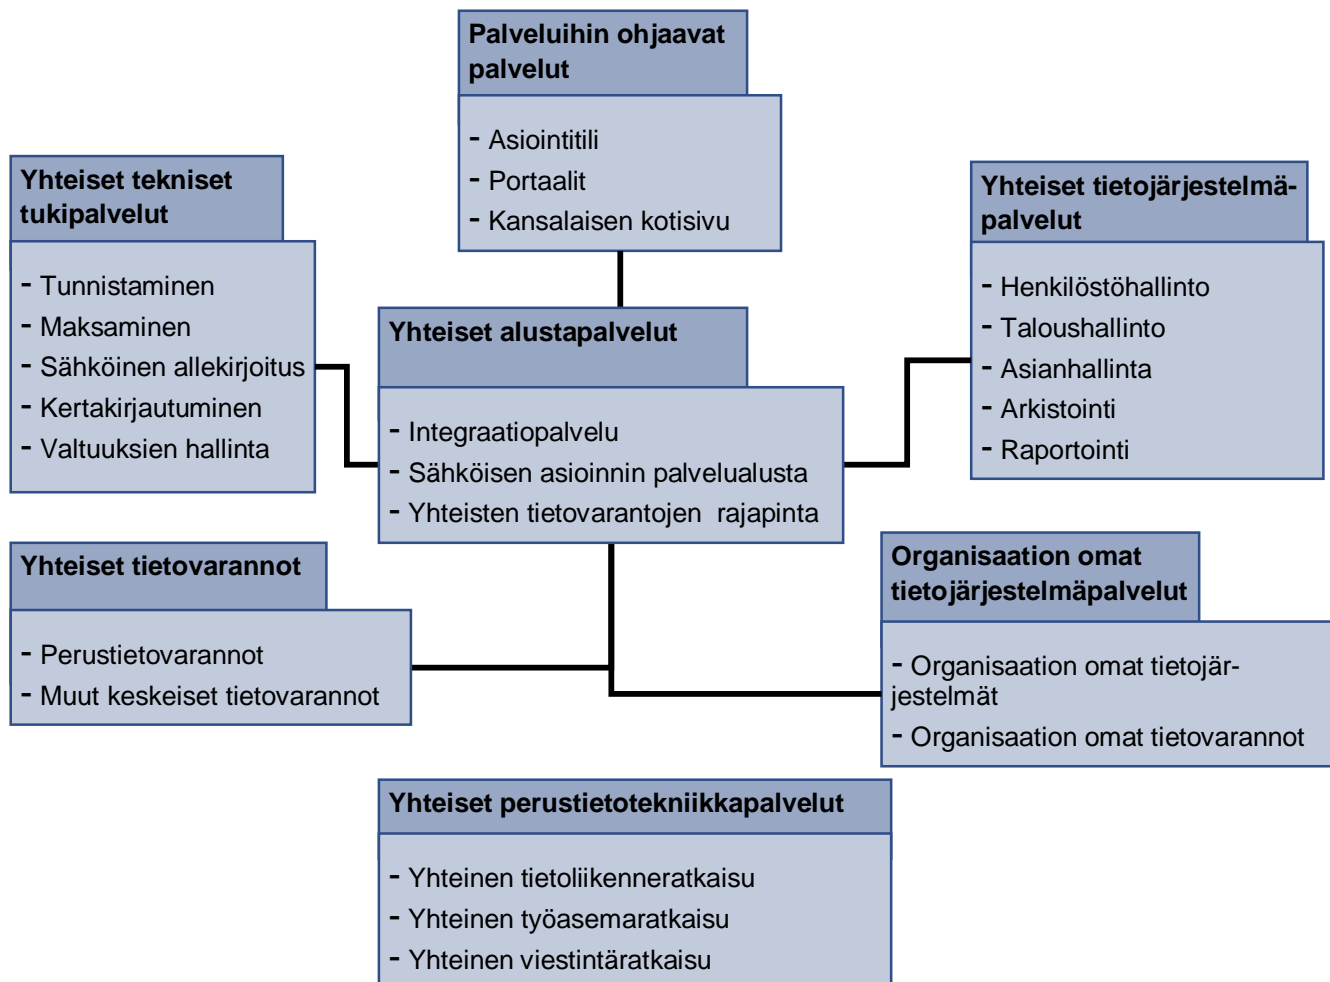 Palveluihin ohjaavat
palvelut
- Asiointitili
- Portaalit
- Kansalaisen kotisivu
Yhteiset tekniset
tukipalvelut
- Tunnistaminen
- Maksaminen
- Sähköinen allekirjoitus
- Kertakirjautuminen
- Valtuuksien hallinta
Yhteiset tietojärjestelmä-
palvelut
- Henkilöstöhallinto
- Taloushallinto
- Asianhallinta
- Arkistointi
- Raportointi
Yhteiset alustapalvelut
- Integraatiopalvelu
- Sähköisen asioinnin palvelualusta
- Yhteisten tietovarantojen rajapinta
Yhteiset tietovarannot
- Perustietovarannot
- Muut keskeiset tietovarannot
Organisaation omat
tietojärjestelmäpalvelut
- Organisaation omat tietojär-
jestelmät
- Organisaation omat tietovarannot
Yhteiset perustietotekniikkapalvelut
- Yhteinen tietoliikenneratkaisu
- Yhteinen työasemaratkaisu
- Yhteinen viestintäratkaisu